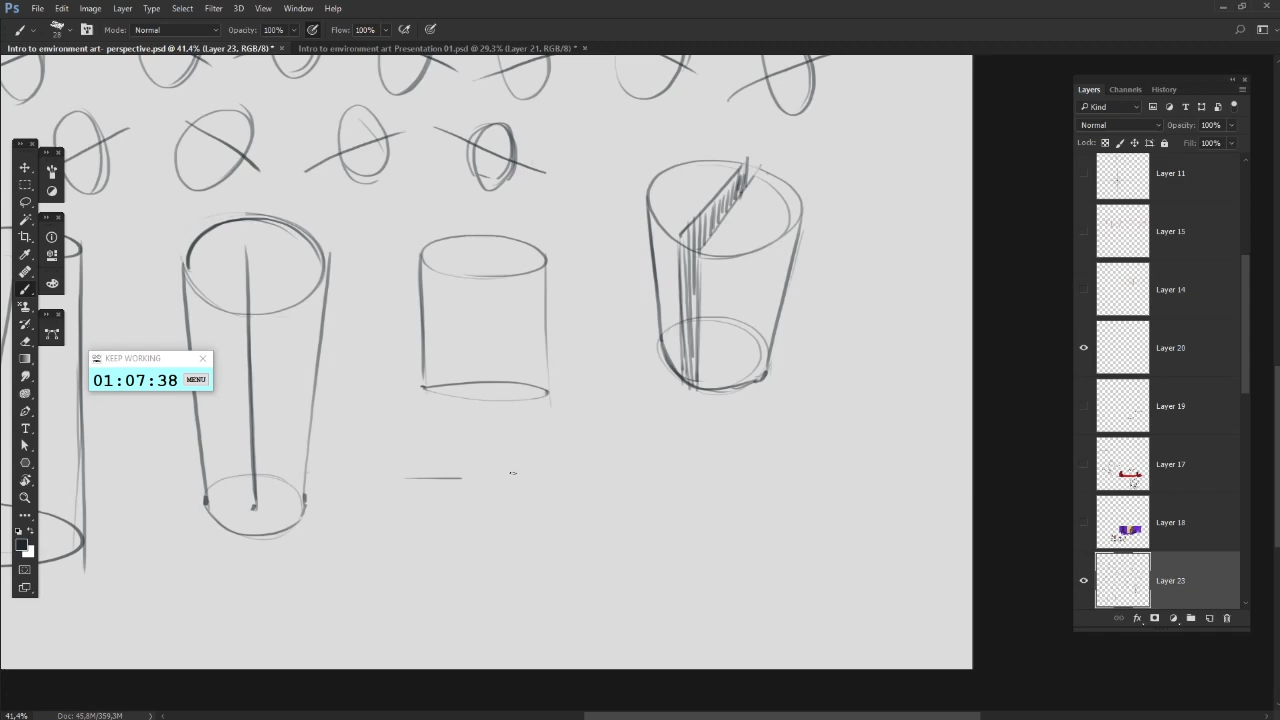 Ps File Edit Image Layer Type Select Filter 3D View Window Help
28 Mode: Normal Opacity: 100% Flow: 100%
Intro to environment art- perspective.psd @ 41,4% (Layer 23, RGB/8) * × Intro to environment art Presentation 01.psd @ 29.3% (Layer 21, RGB/8) * ×
Layers Channels History
Kind
Normal Opacity: 100%
Lock: Fill: 100%
Layer 11
Layer 15
Layer 14
Layer 20
Layer 19
Layer 17
Layer 18
Layer 23
KEEP WORKING
01:07:38 MENU
41,4% Doc: 45,8M/359,3M